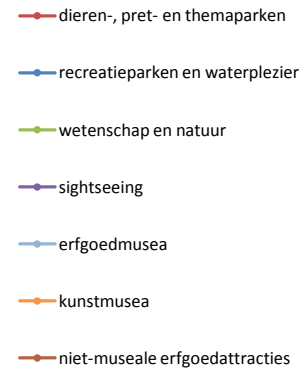 dieren-, pret- en themaparken
recreatieparken en waterplezier
wetenschap en natuur
sightseeing
erfgoedmusea
kunstmusea
niet-museale erfgoedattracties